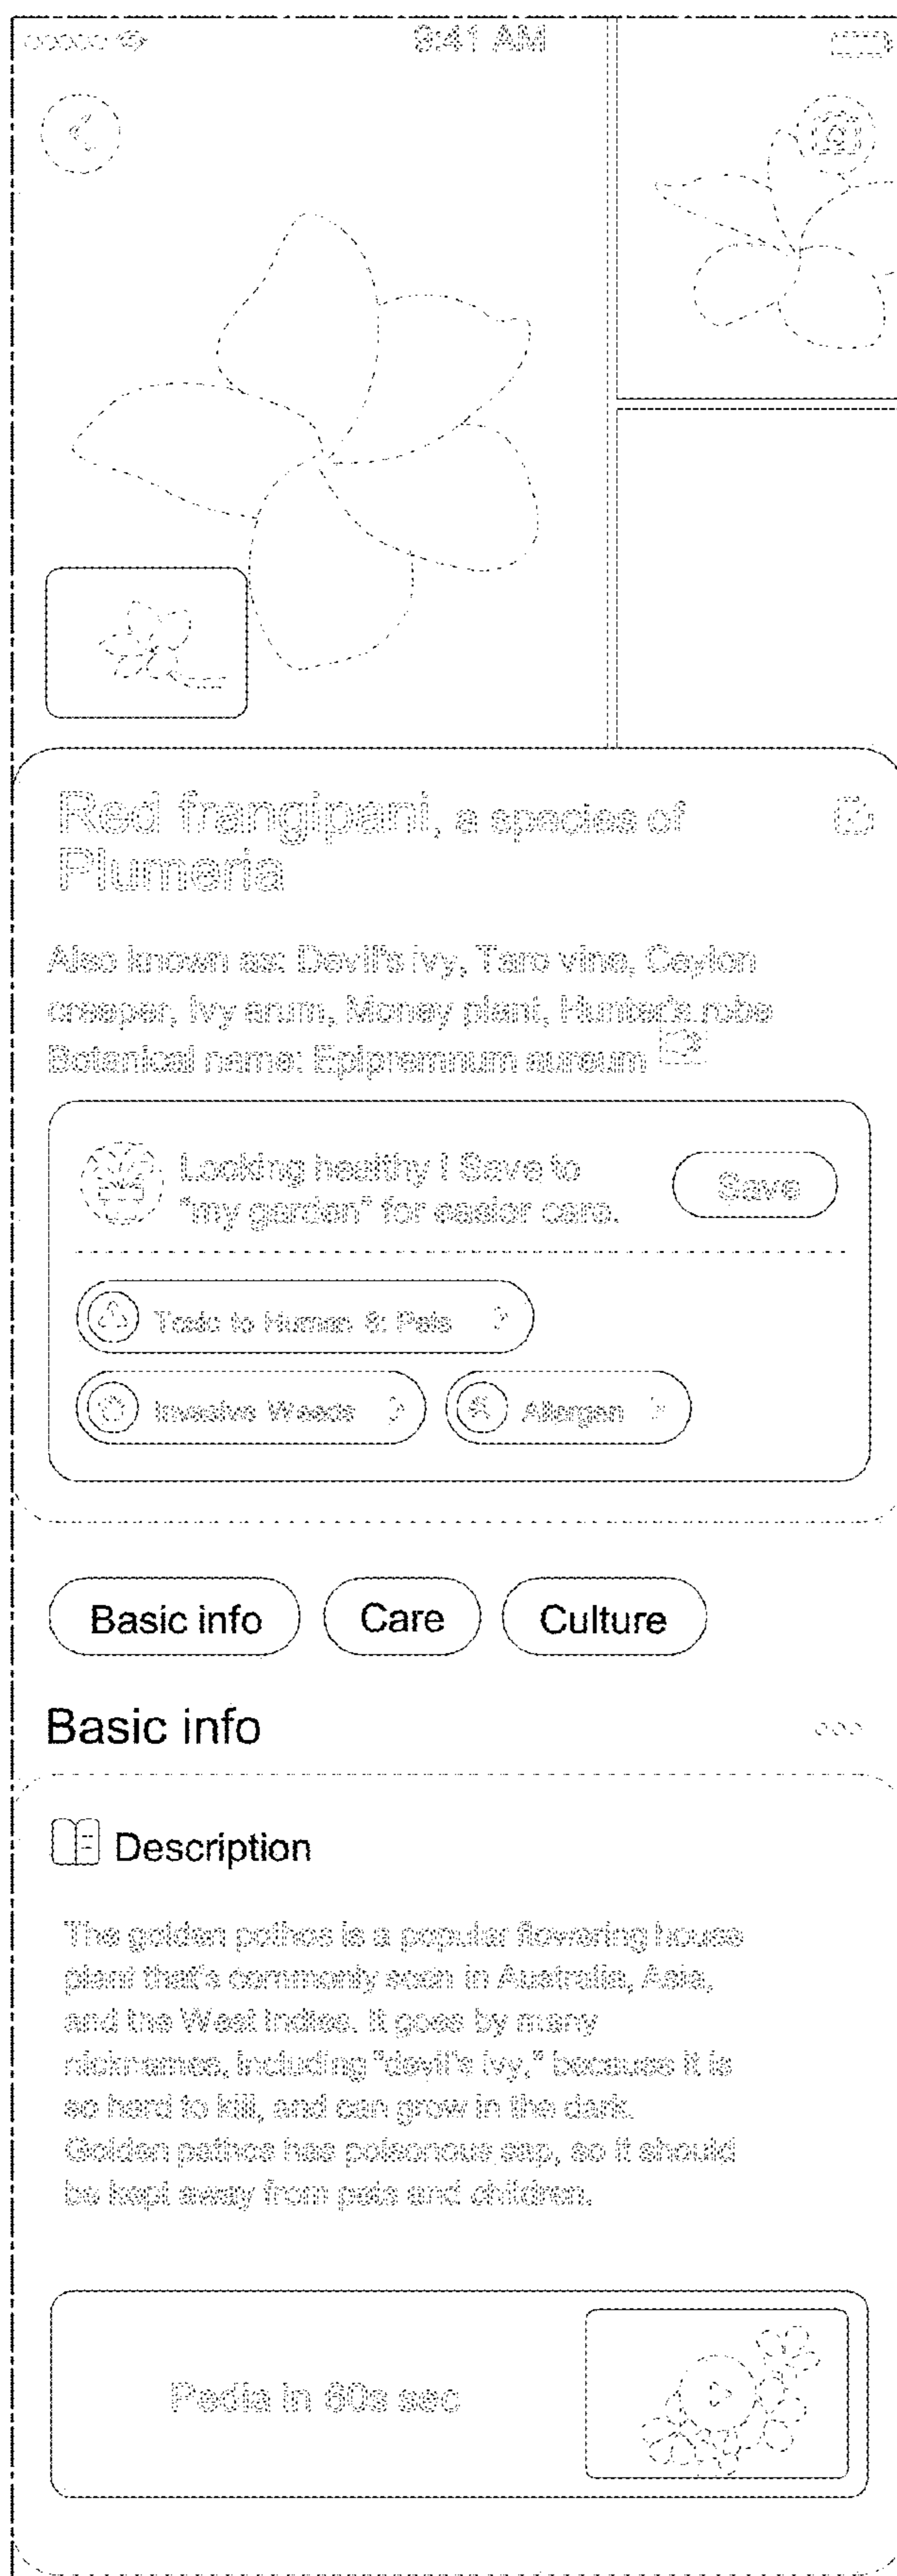 9:41 AM
Red frangipani, a species of
Plumeria
Also known as: Devil's ivy, Taro vine, Ceylon
creeper, Ivy arum, Money plant, Hunter's robe
Botanical name: Epipremnum aureum
Looking healthy ! Save to
"my garden" for easier care.
Save
Toxic to Human & Pets
Invasive Weeds
Allergen
Basic info
Care
Culture
Basic info
Description
The golden pothos is a popular flowering house
plant that's commonly seen in Australia, Asia,
and the West Indies. It goes by many
nicknames, including "devil's ivy," because it is
so hard to kill, and can grow in the dark.
Golden pathos has poisonous sap, so it should
be kept away from pets and children.
Pedia in 60s sec